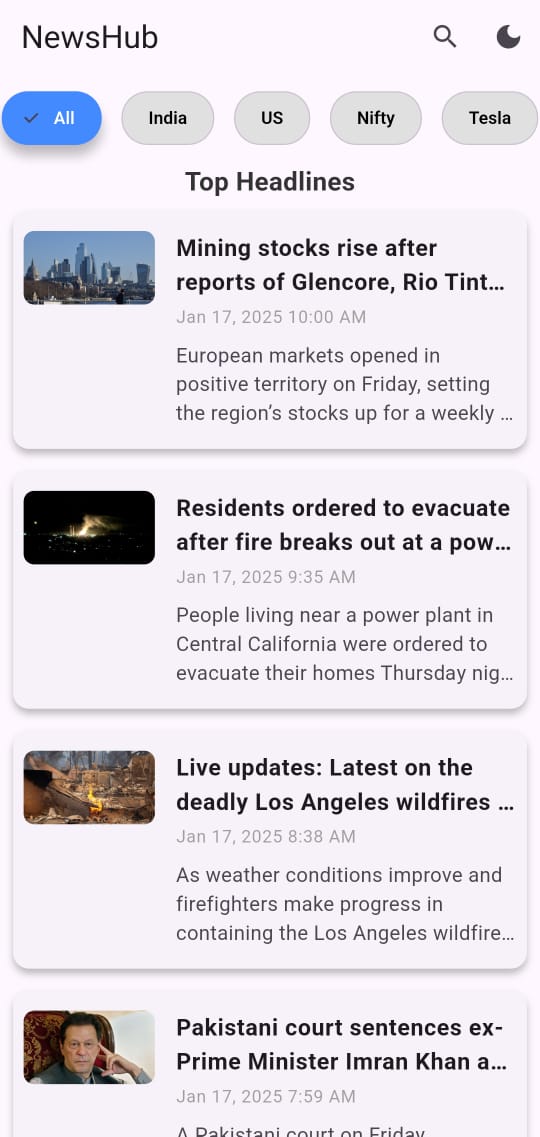 NewsHub
All
India
US
Nifty
Tesla
Top Headlines
Mining stocks rise after
reports of Glencore, Rio Tint…
Jan 17, 2025 10:00 AM
European markets opened in
positive territory on Friday, setting
the region’s stocks up for a weekly …
Residents ordered to evacuate
after fire breaks out at a pow…
Jan 17, 2025 9:35 AM
People living near a power plant in
Central California were ordered to
evacuate their homes Thursday nig…
Live updates: Latest on the
deadly Los Angeles wildfires …
Jan 17, 2025 8:38 AM
As weather conditions improve and
firefighters make progress in
containing the Los Angeles wildfire…
Pakistani court sentences ex-
Prime Minister Imran Khan a…
Jan 17, 2025 7:59 AM
A Pakistani court on Friday